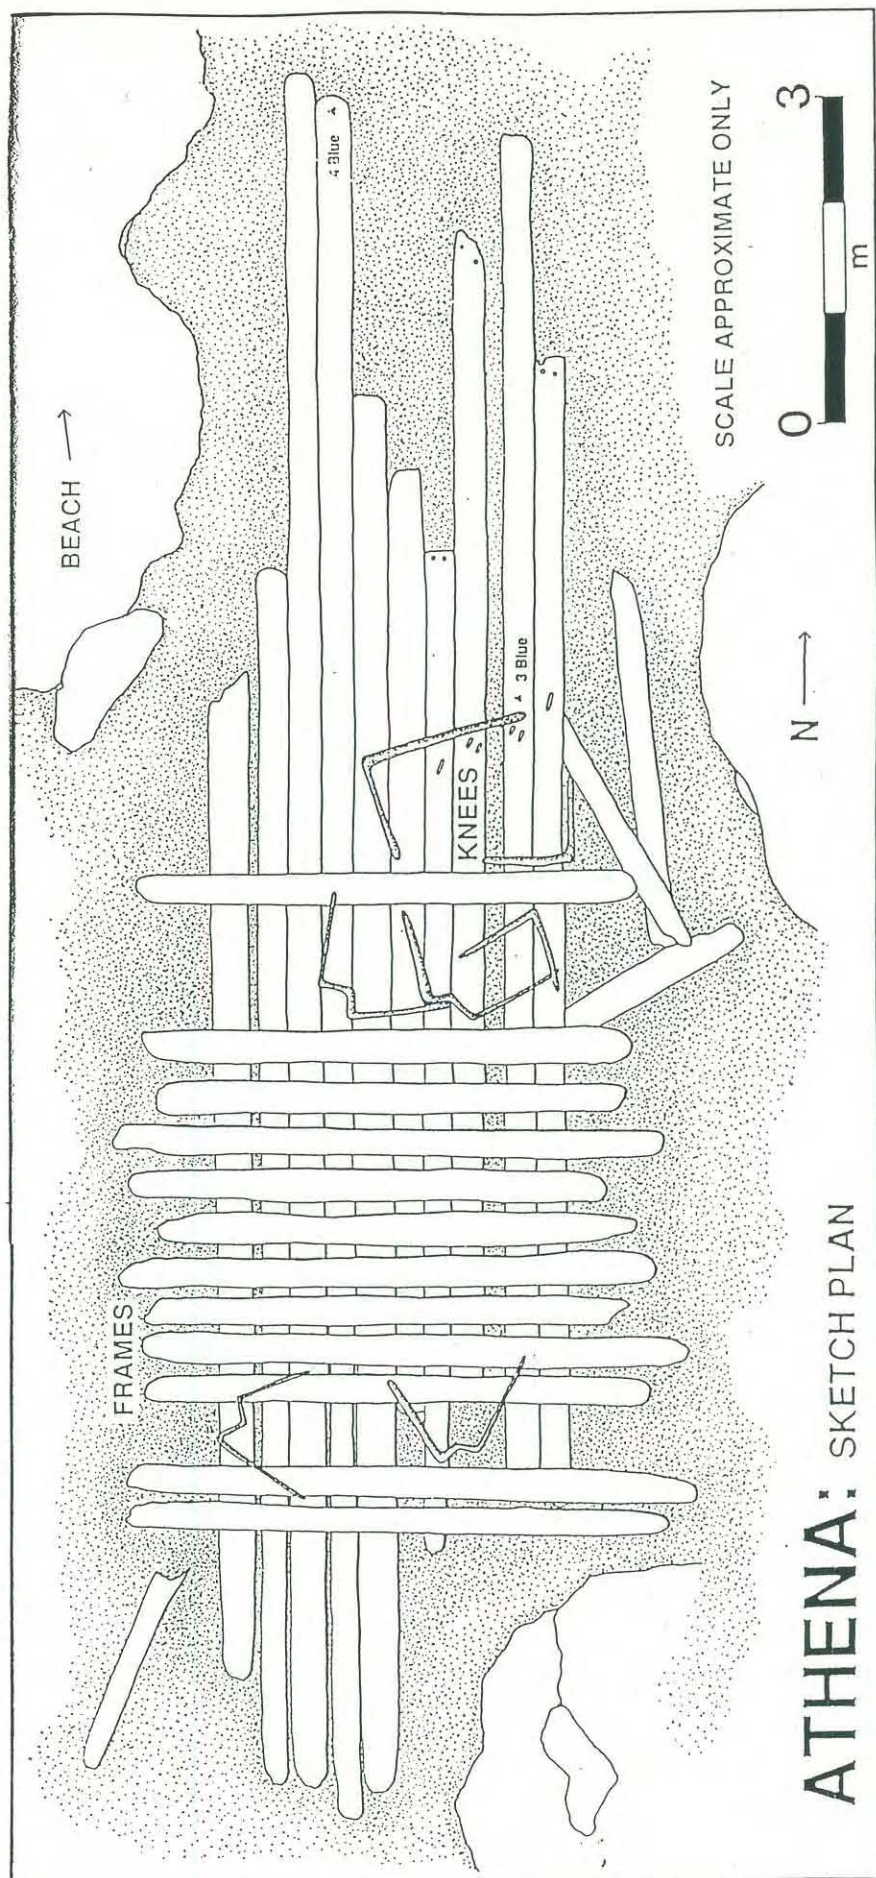 BEACH
4 Blue
KNEES
3 Blue
FRAMES
N
SCALE APPROXIMATE ONLY
0 3
m
ATHENA: SKETCH PLAN